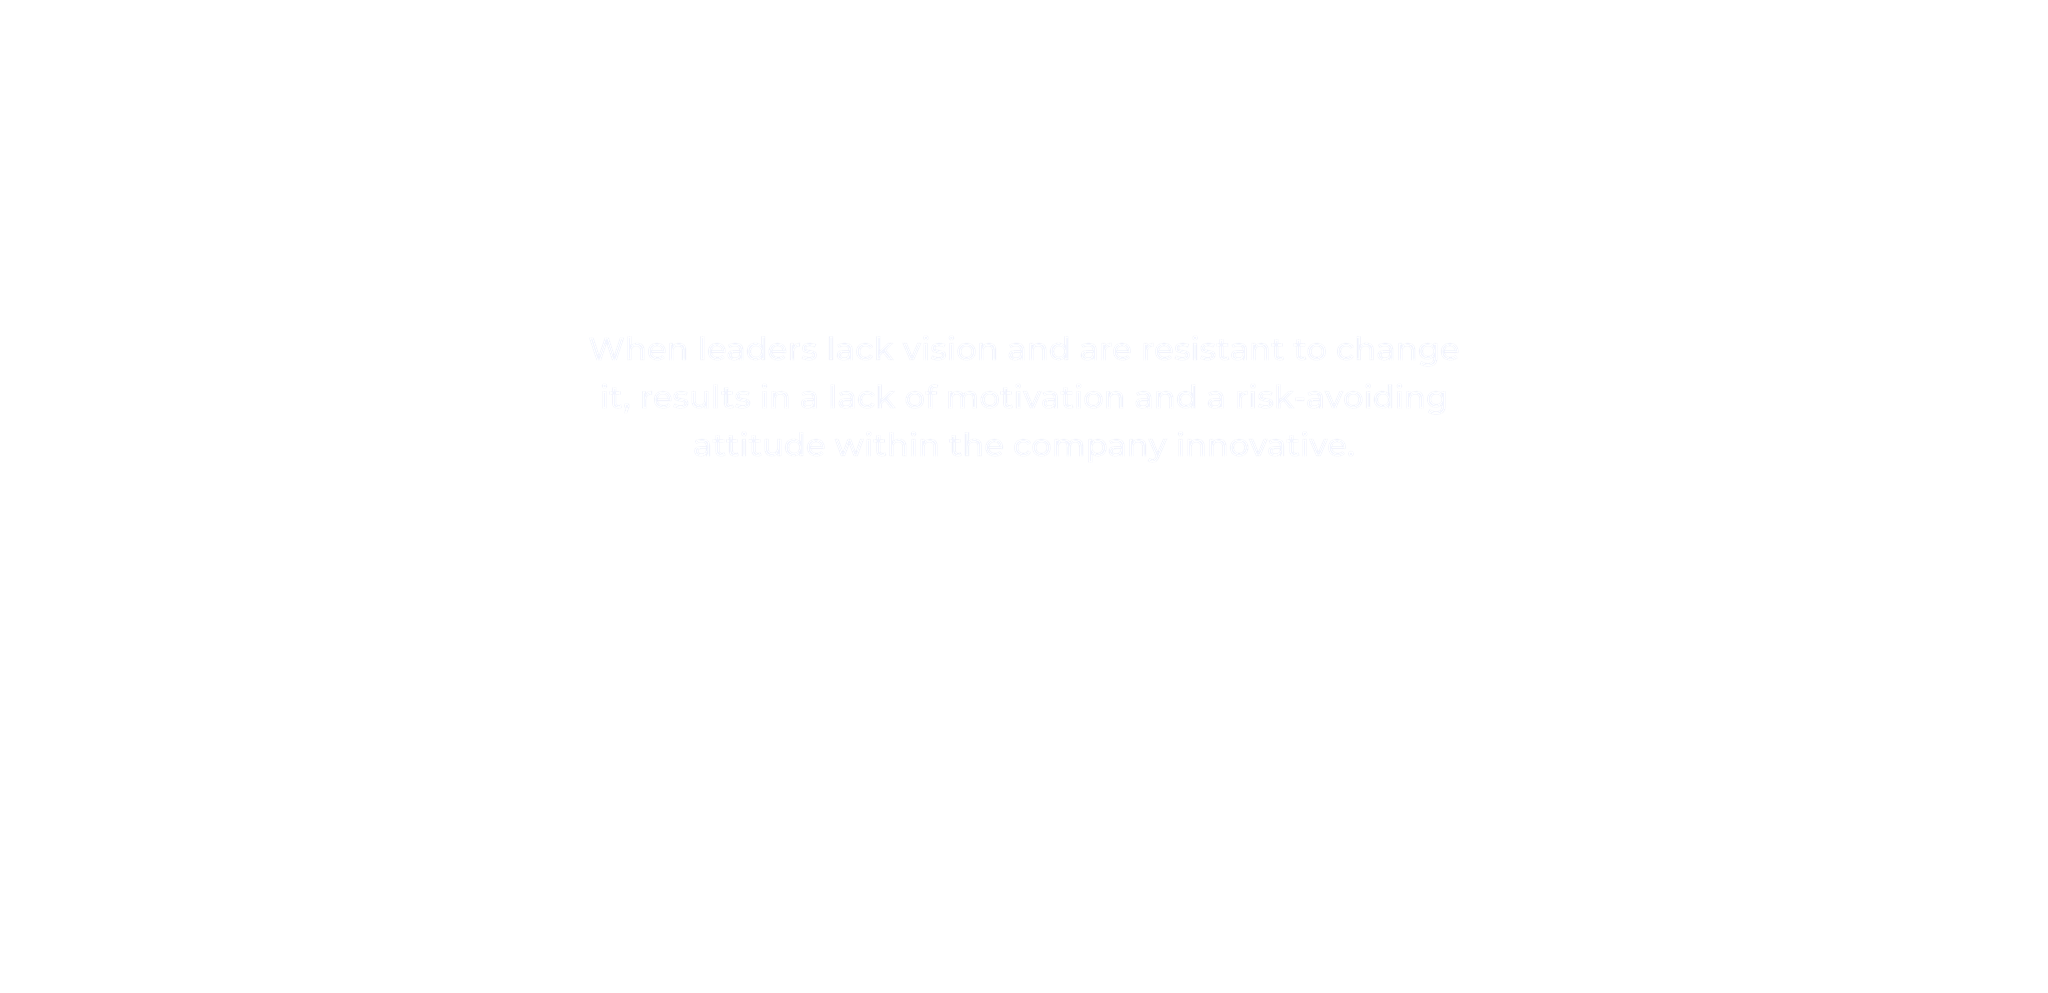 When leaders lack vision and are resistant to change
it, results in a lack of motivation and a risk-avoiding
attitude within the company innovative.